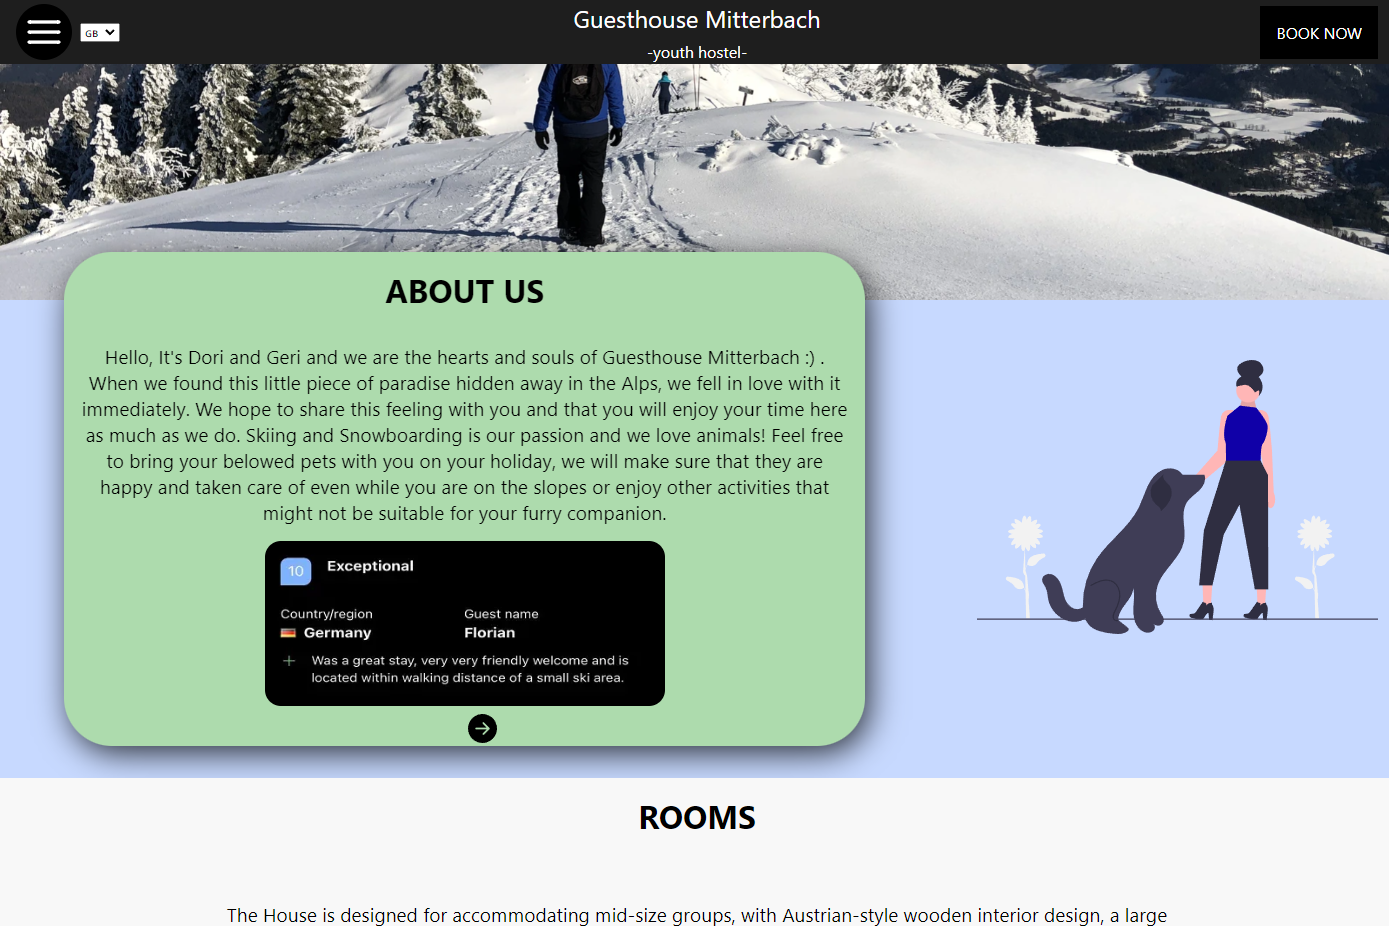 GB
Guesthouse Mitterbach
-youth hostel-
BOOK NOW
ABOUT US
Hello, It's Dori and Geri and we are the hearts and souls of Guesthouse Mitterbach :) .
When we found this little piece of paradise hidden away in the Alps, we fell in love with it
immediately. We hope to share this feeling with you and that you will enjoy your time here
as much as we do. Skiing and Snowboarding is our passion and we love animals! Feel free
to bring your belowed pets with you on your holiday, we will make sure that they are
happy and taken care of even while you are on the slopes or enjoy other activities that
might not be suitable for your furry companion.
10 Exceptional
Country/region Guest name
Germany Florian
Was a great stay, very very friendly welcome and is
located within walking distance of a small ski area.
ROOMS
The House is designed for accommodating mid-size groups, with Austrian-style wooden interior design, a large